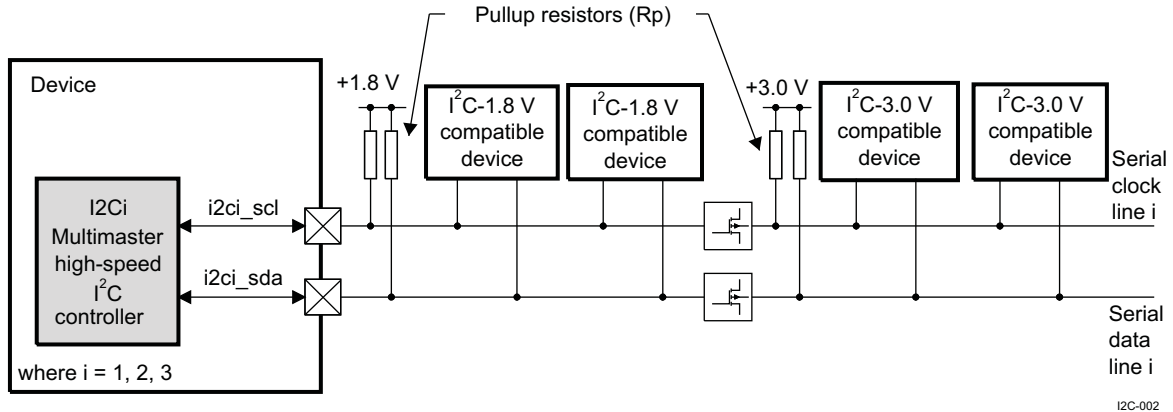 Pullup resistors (Rp)
Device
+1.8 V
I²C-1.8 V
compatible
device
I²C-1.8 V
compatible
device
+3.0 V
I²C-3.0 V
compatible
device
I²C-3.0 V
compatible
device
Serial
clock
line i
I2Ci
Multimaster
high-speed
I²C
controller
i2ci_scl
i2ci_sda
Serial
data
line i
where i = 1, 2, 3
I2C-002